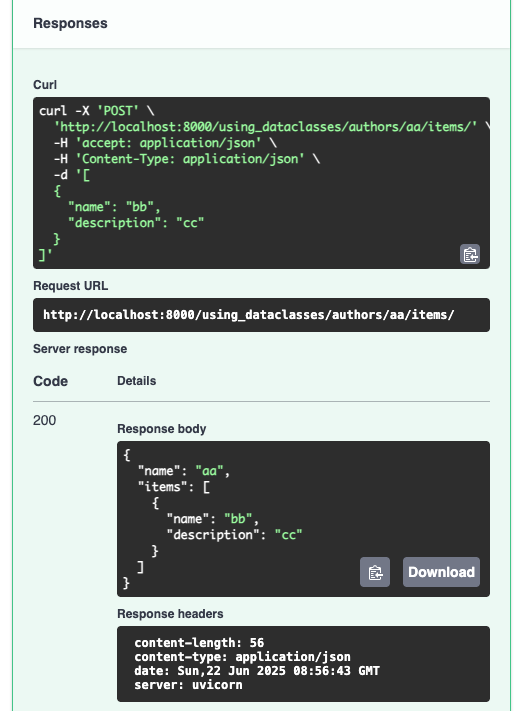 Responses
Curl
curl -X 'POST' \
  'http://localhost:8000/using_dataclasses/authors/aa/items/' \
  -H 'accept: application/json' \
  -H 'Content-Type: application/json' \
  -d '[
  {
    "name": "bb",
    "description": "cc"
  }
]'
Request URL
http://localhost:8000/using_dataclasses/authors/aa/items/
Server response
Code Details
200
Response body
{
  "name": "aa",
  "items": [
    {
      "name": "bb",
      "description": "cc"
    }
  ]
}
Download
Response headers
content-length: 56
content-type: application/json
date: Sun,22 Jun 2025 08:56:43 GMT
server: uvicorn